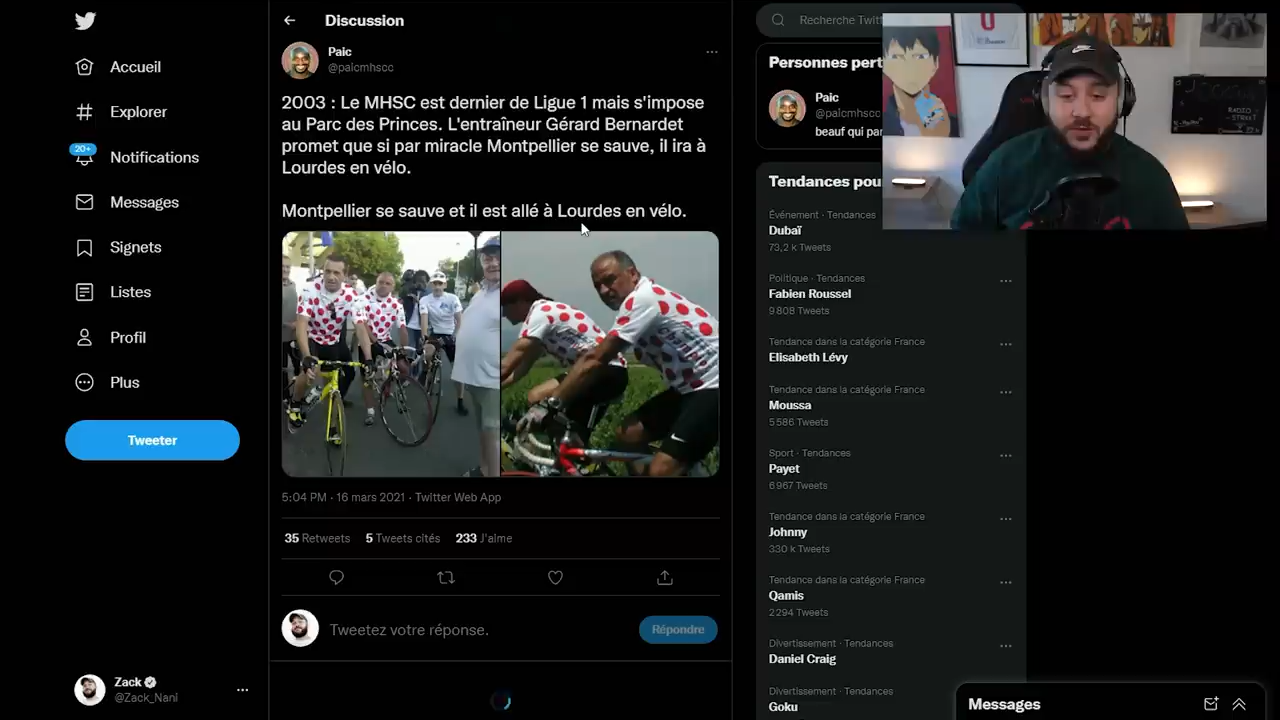 Accueil
Explorer
20+
Notifications
Messages
Signets
Listes
Profil
Plus
Tweeter
Zack
@Zack_Nani
Discussion
Paic
@paicmhscc
2003 : Le MHSC est dernier de Ligue 1 mais s'impose
au Parc des Princes. L'entraîneur Gérard Bernardet
promet que si par miracle Montpellier se sauve, il ira à
Lourdes en vélo.
Montpellier se sauve et il est allé à Lourdes en vélo.
5:04 PM · 16 mars 2021 · Twitter Web App
35 Retweets 5 Tweets cités 233 J'aime
Tweetez votre réponse.
Répondre
Recherche Twitt
Personnes pert
Paic
@paicmhscc
beauf qui par
Tendances pou
Événement · Tendances
Dubaï
73,2 k Tweets
Politique · Tendances
Fabien Roussel
9 808 Tweets
Tendance dans la catégorie France
Elisabeth Lévy
Tendance dans la catégorie France
Moussa
5 586 Tweets
Sport · Tendances
Payet
6 967 Tweets
Tendance dans la catégorie France
Johnny
330 k Tweets
Tendance dans la catégorie France
Qamis
2 294 Tweets
Divertissement · Tendances
Daniel Craig
Divertissement · Tendances
Goku
Messages